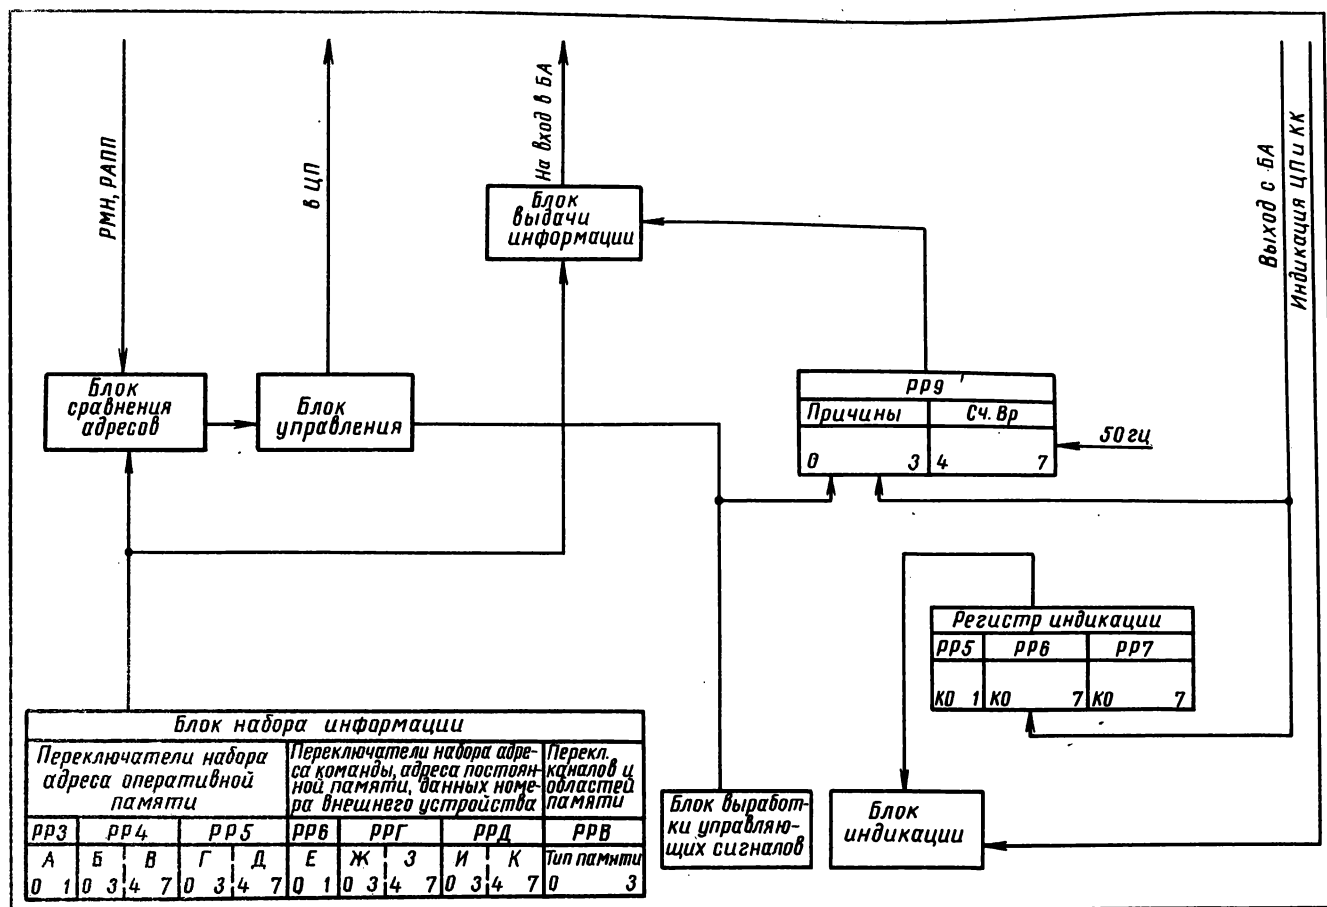 РМН, РАПП
в ЦП
На вход в БА
Выход с БА
Индикация ЦП и КК
Блок
выдачи
информации
Блок
сравнения
адресов
Блок
управления
РР9
Причины
Сч. Вр
0 3
4 7
50гц
Регистр индикации
РР5 РР6 РР7
К0 1 К0 7 К0 7
Блок набора информации
Переключатели набора
адреса оперативной
памяти
Переключатели набора адре-
са команды, адреса постоян-
ной памяти, данных номе-
ра внешнего устройства
Перекл.
каналов и
областей
памяти
РР3 РР4 РР5 РР6 РРГ РРД РРВ
А Б В Г Д Е Ж З И К Тип памяти
0 1 0 3 4 7 0 3 4 7 0 1 0 3 4 7 0 3 4 7 0 3
Блок выработ-
ки управляю-
щих сигналов
Блок
индикации